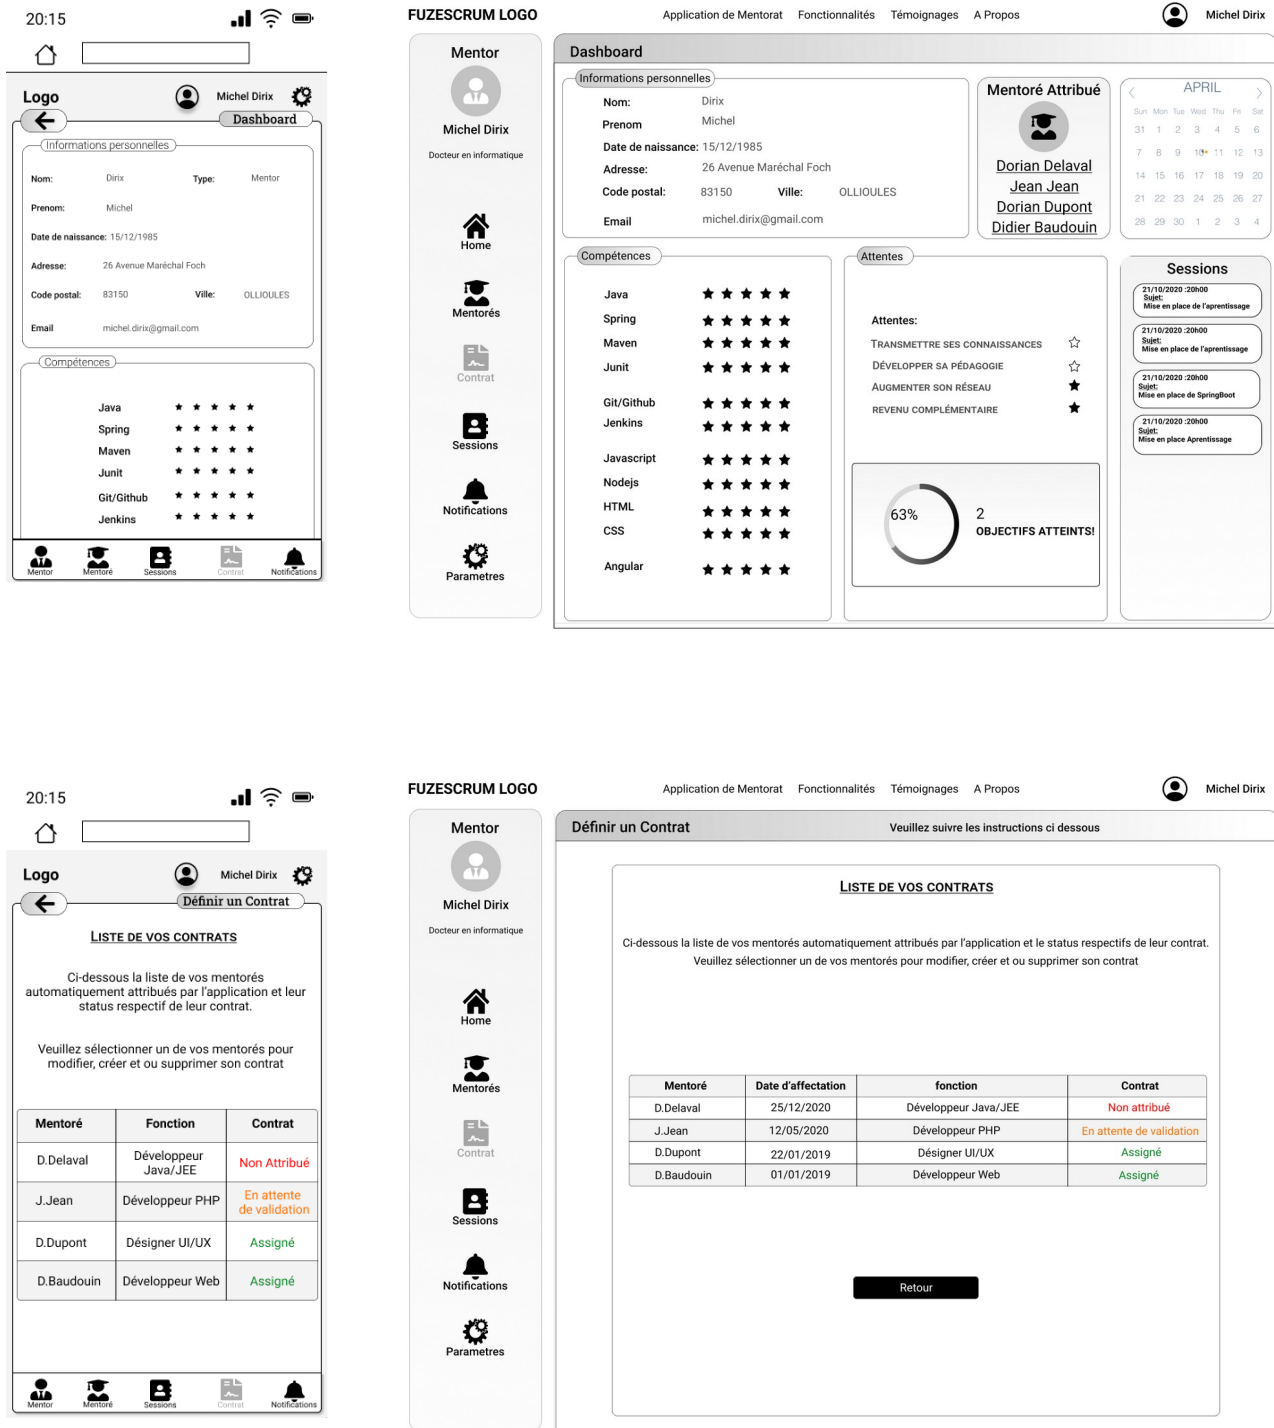 20:15
Logo
Michel Dirix
Dashboard
Informations personnelles
Nom: Dirix Type: Mentor
Prenom: Michel
Date de naissance: 15/12/1985
Adresse: 26 Avenue Maréchal Foch
Code postal: 83150 Ville: OLLIOULES
Email michel.dirix@gmail.com
Compétences
Java
Spring
Maven
Junit
Git/Github
Jenkins
Mentor Mentoré Sessions Contrat Notifications
FUZESCRUM LOGO
Application de Mentorat Fonctionnalités Témoignages A Propos
Michel Dirix
Mentor
Michel Dirix
Docteur en informatique
Home
Mentorés
Contrat
Sessions
Notifications
Parametres
Dashboard
Informations personnelles
Nom: Dirix
Prenom Michel
Date de naissance: 15/12/1985
Adresse: 26 Avenue Maréchal Foch
Code postal: 83150 Ville: OLLIOULES
Email michel.dirix@gmail.com
Mentoré Attribué
Dorian Delaval
Jean Jean
Dorian Dupont
Didier Baudouin
APRIL
Sun Mon Tue Wed Thu Fri Sat
31 1 2 3 4 5 6
7 8 9 10 11 12 13
14 15 16 17 18 19 20
21 22 23 24 25 26 27
28 29 30 1 2 3 4
Compétences
Java
Spring
Maven
Junit
Git/Github
Jenkins
Javascript
Nodejs
HTML
CSS
Angular
Attentes
Attentes:
TRANSMETTRE SES CONNAISSANCES
DÉVELOPPER SA PÉDAGOGIE
AUGMENTER SON RÉSEAU
REVENU COMPLÉMENTAIRE
63%
2
OBJECTIFS ATTEINTS!
Sessions
21/10/2020 :20h00
Sujet:
Mise en place de l'aprentissage
21/10/2020 :20h00
Sujet:
Mise en place de l'aprentissage
21/10/2020 :20h00
Sujet:
Mise en place de SpringBoot
21/10/2020 :20h00
Sujet:
Mise en place Aprentissage
20:15
Logo
Michel Dirix
Définir un Contrat
LISTE DE VOS CONTRATS
Ci-dessous la liste de vos mentorés
automatiquement attribués par l'application et leur
status respectif de leur contrat.
Veuillez sélectionner un de vos mentorés pour
modifier, créer et ou supprimer son contrat
Mentoré Fonction Contrat
D.Delaval Développeur Java/JEE Non Attribué
J.Jean Développeur PHP En attente de validation
D.Dupont Désigner UI/UX Assigné
D.Baudouin Développeur Web Assigné
Mentor Mentoré Sessions Contrat Notifications
FUZESCRUM LOGO
Application de Mentorat Fonctionnalités Témoignages A Propos
Michel Dirix
Mentor
Michel Dirix
Docteur en informatique
Home
Mentorés
Contrat
Sessions
Notifications
Parametres
Définir un Contrat
Veuillez suivre les instructions ci dessous
LISTE DE VOS CONTRATS
Ci-dessous la liste de vos mentorés automatiquement attribués par l'application et le status respectifs de leur contrat.
Veuillez sélectionner un de vos mentorés pour modifier, créer et ou supprimer son contrat
Mentoré Date d'affectation fonction Contrat
D.Delaval 25/12/2020 Développeur Java/JEE Non attribué
J.Jean 12/05/2020 Développeur PHP En attente de validation
D.Dupont 22/01/2019 Désigner UI/UX Assigné
D.Baudouin 01/01/2019 Développeur Web Assigné
Retour